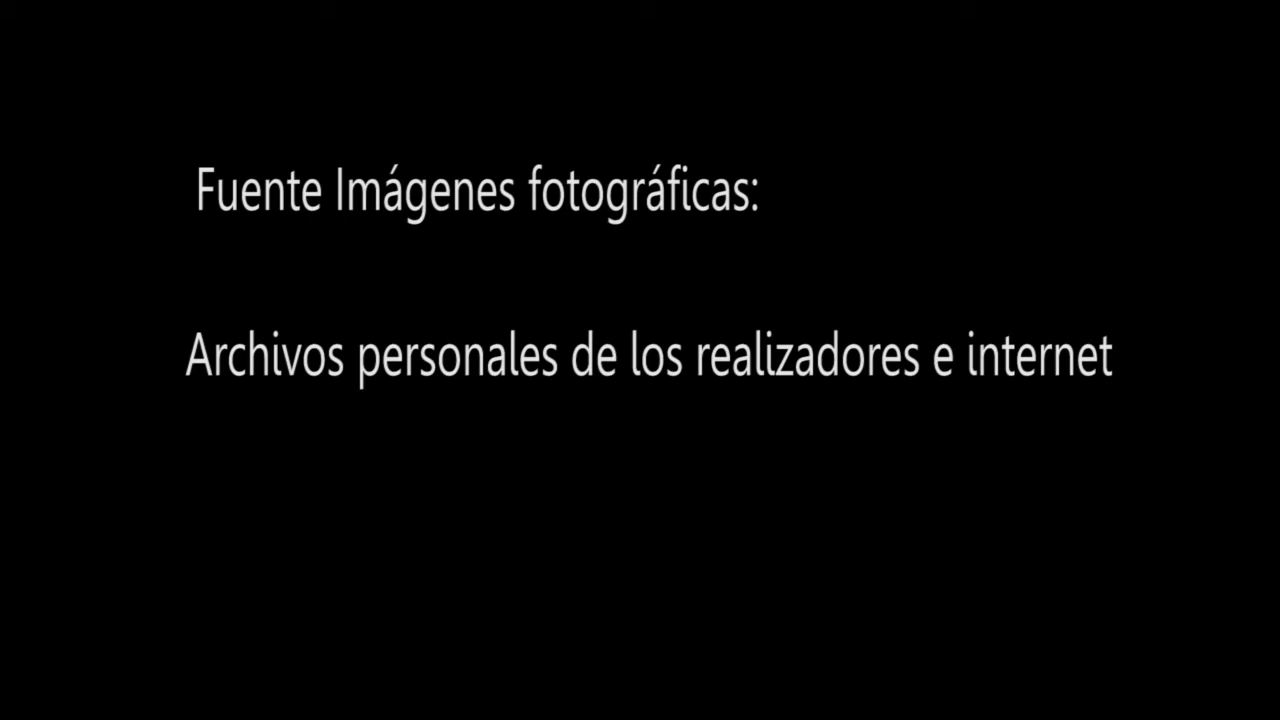 Fuente Imágenes fotográficas:
Archivos personales de los realizadores e internet